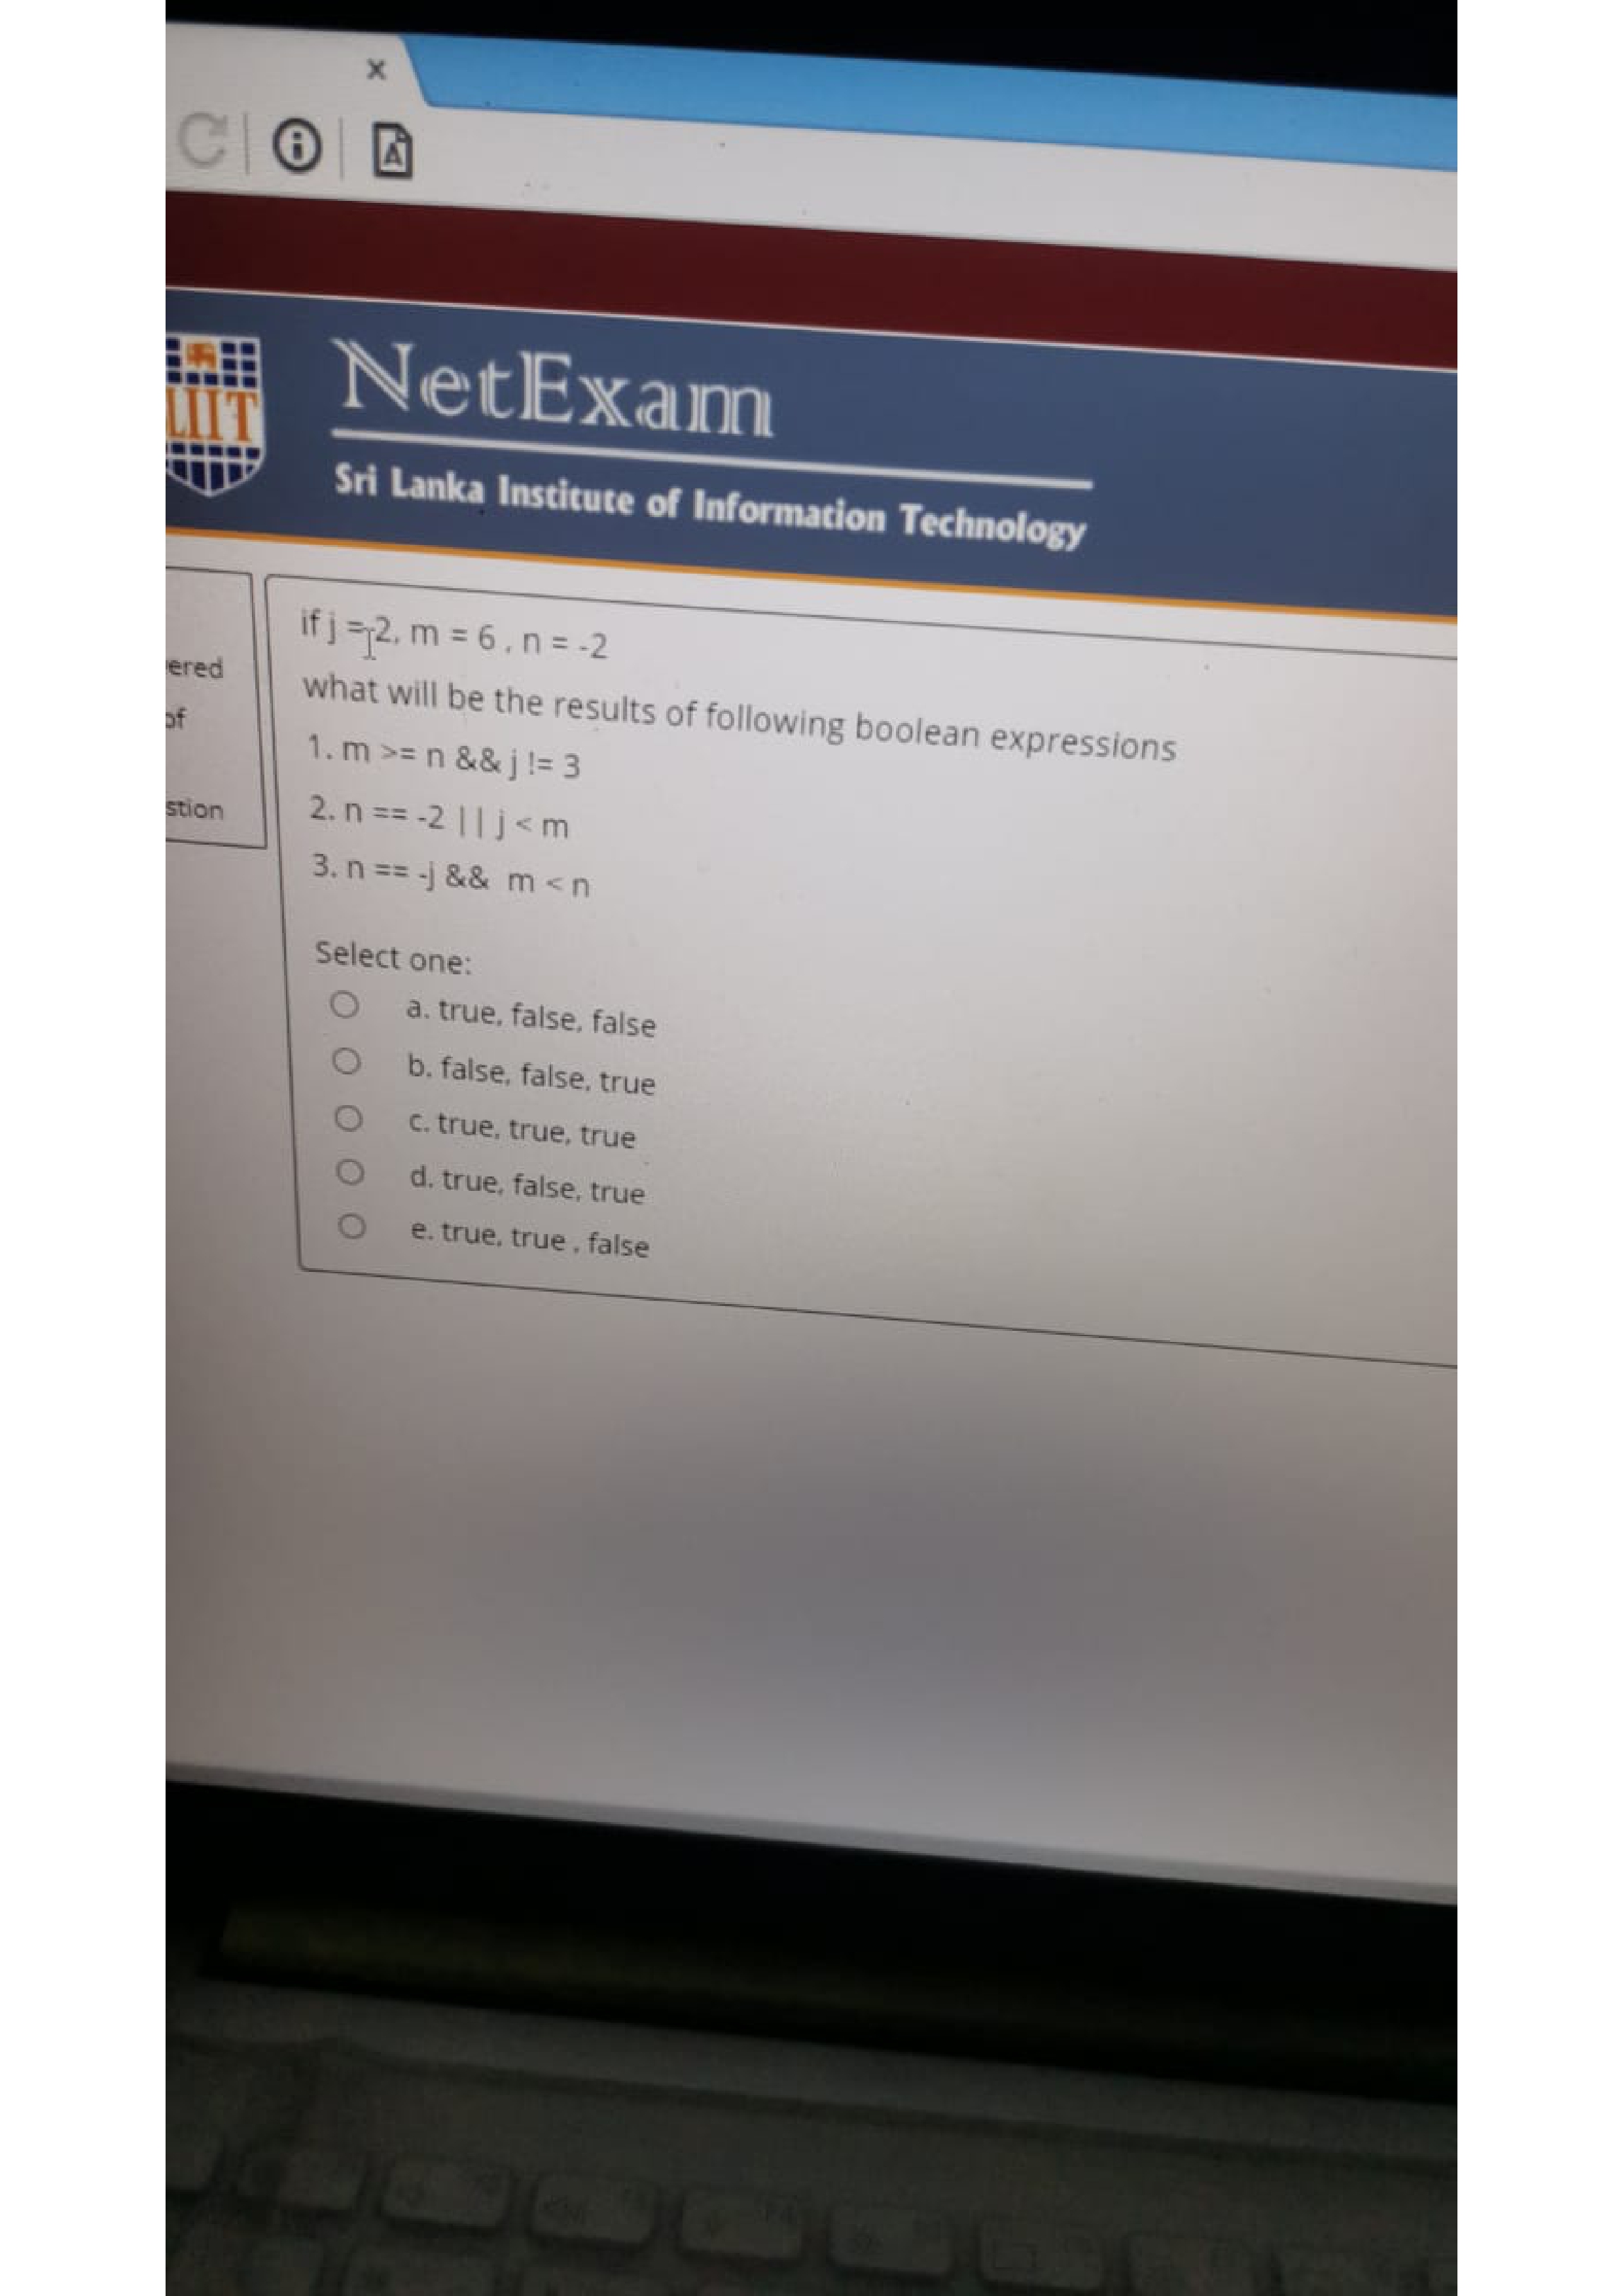 x
NetExam
Sri Lanka Institute of Information Technology
ered
of
stion
if j = 2, m = 6 , n = -2
what will be the results of following boolean expressions
1. m >= n && j != 3
2. n == -2 || j < m
3. n == -j && m < n
Select one:
a. true, false, false
b. false, false, true
c. true, true, true
d. true, false, true
e. true, true , false